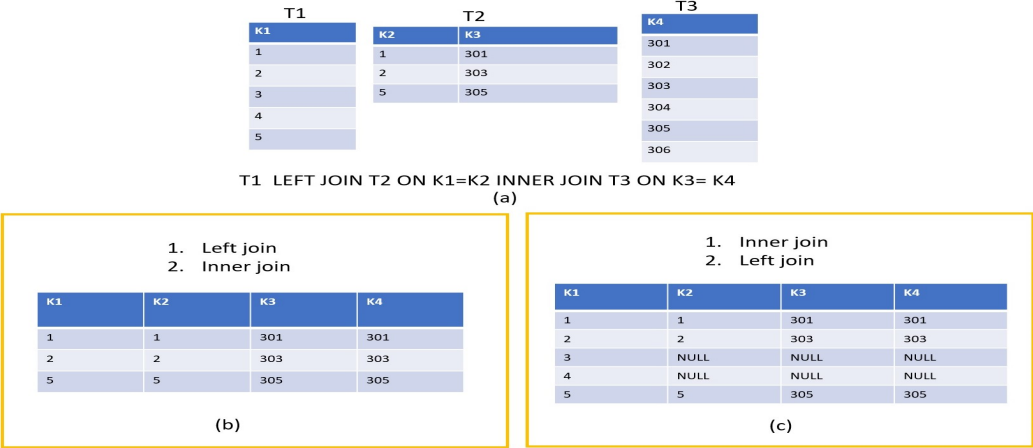 T1
T2
T3
K1
1
2
3
4
5
K2 K3
1 301
2 303
5 305
K4
301
302
303
304
305
306
T1 LEFT JOIN T2 ON K1=K2 INNER JOIN T3 ON K3= K4
(a)
1. Left join
2. Inner join
K1 K2 K3 K4
1 1 301 301
2 2 303 303
5 5 305 305
(b)
1. Inner join
2. Left join
K1 K2 K3 K4
1 1 301 301
2 2 303 303
3 NULL NULL NULL
4 NULL NULL NULL
5 5 305 305
(c)